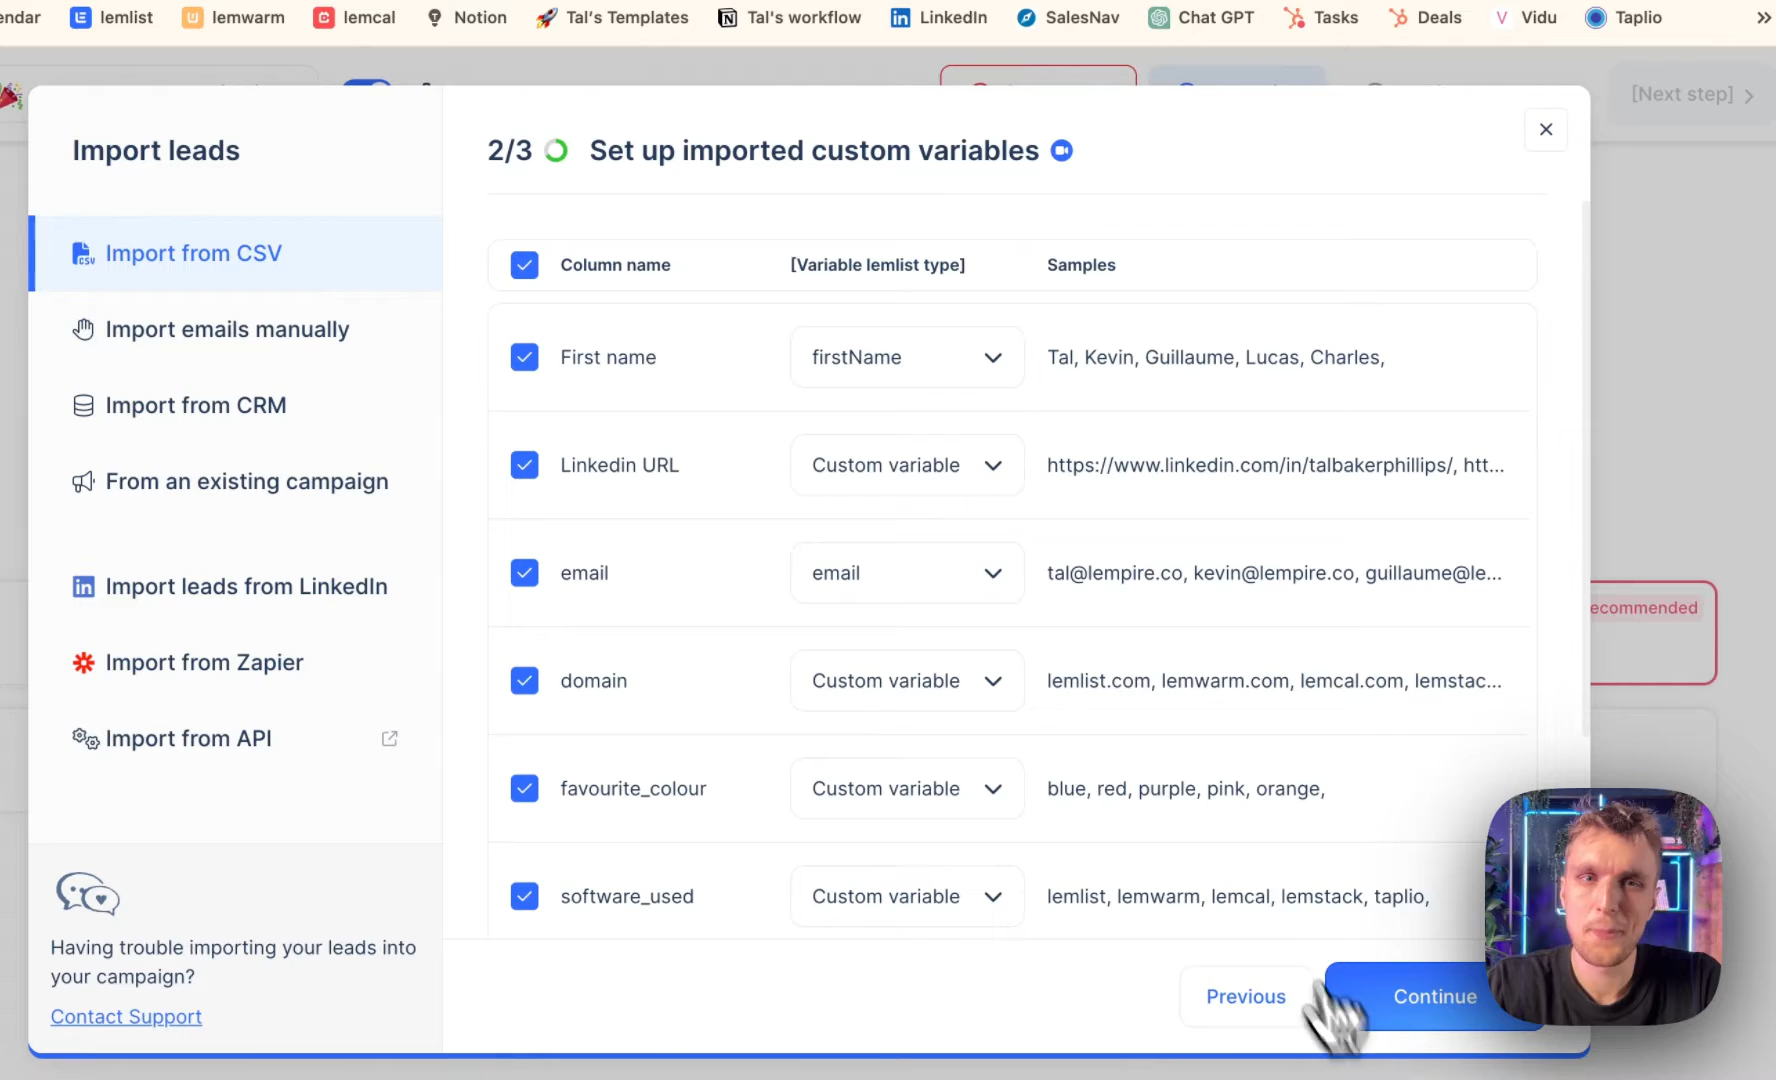 endar lemlist lemwarm lemcal Notion Tal's Templates Tal's workflow LinkedIn SalesNav Chat GPT Tasks Deals Vidu Taplio »
[Next step]
Import leads
Import from CSV
Import emails manually
Import from CRM
From an existing campaign
Import leads from LinkedIn
Import from Zapier
Import from API
Having trouble importing your leads into
your campaign?
Contact Support
2/3 Set up imported custom variables
Column name [Variable lemlist type] Samples
First name firstName Tal, Kevin, Guillaume, Lucas, Charles,
Linkedin URL Custom variable https://www.linkedin.com/in/talbakerphillips/, htt...
email email tal@lempire.co, kevin@lempire.co, guillaume@le...
domain Custom variable lemlist.com, lemwarm.com, lemcal.com, lemstac...
favourite_colour Custom variable blue, red, purple, pink, orange,
software_used Custom variable lemlist, lemwarm, lemcal, lemstack, taplio,
Previous Continue
ecommended